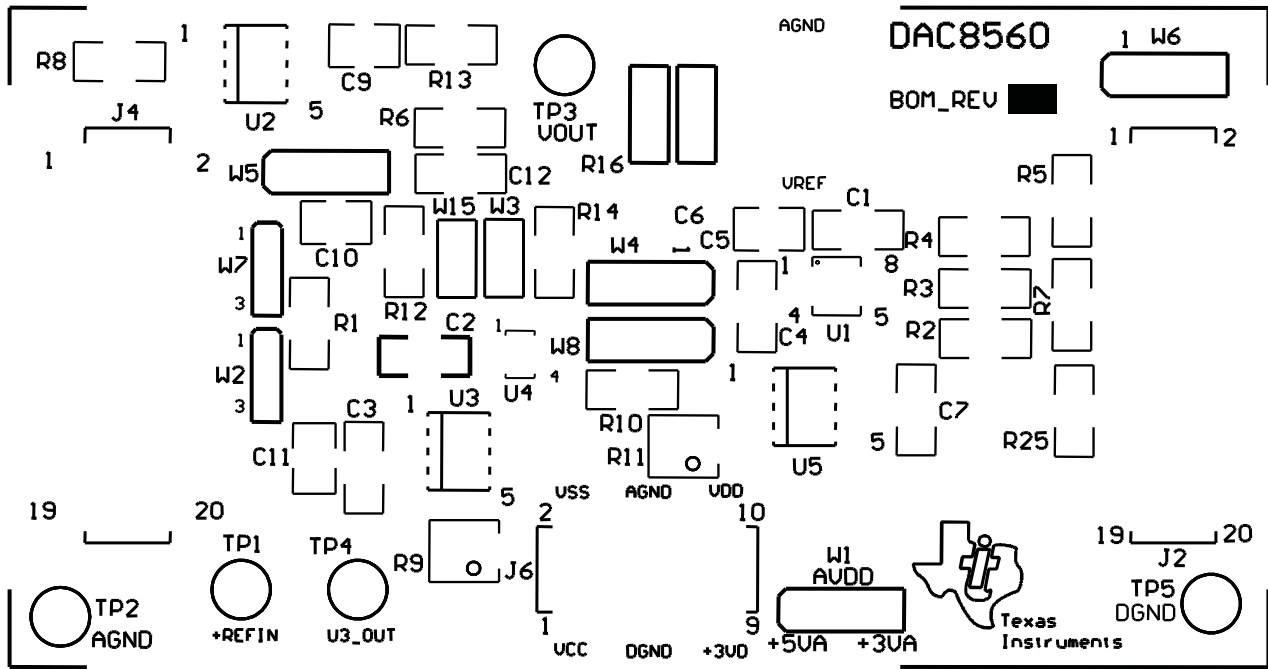 AGND
DAC8560
1 W6
R8
1
C9
R13
U2
5
TP3
VOUT
BOM_REV
J4
R6
1
2
W5
C12
R16
1
2
R5
VREF
C1
W15
W3
R14
C6
C5
R4
1
W7
3
C10
R12
W4
1
8
R3
R7
R1
C2
1
W8
4
C4
U1
5
R2
1
W2
3
U4
4
1
1
U3
R10
C7
C3
C11
R11
U5
5
R25
5
VSS
AGND
VDD
19
20
2
10
TP1
TP4
R9
J6
W1
AVDD
19
20
J2
TP5
DGND
TP2
AGND
+REFIN
U3_OUT
1
9
VCC
DGND
+3VD
+5VA
+3VA
Texas
Instruments